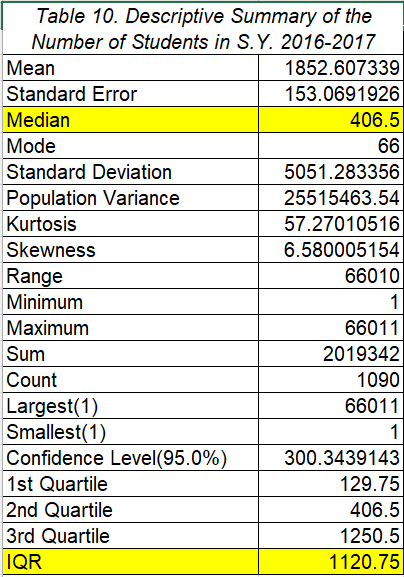 Table 10. Descriptive Summary of the
Number of Students in S.Y. 2016-2017
Mean 1852.607339
Standard Error 153.0691926
Median 406.5
Mode 66
Standard Deviation 5051.283356
Population Variance 25515463.54
Kurtosis 57.27010516
Skewness 6.580005154
Range 66010
Minimum 1
Maximum 66011
Sum 2019342
Count 1090
Largest(1) 66011
Smallest(1) 1
Confidence Level(95.0%) 300.3439143
1st Quartile 129.75
2nd Quartile 406.5
3rd Quartile 1250.5
IQR 1120.75